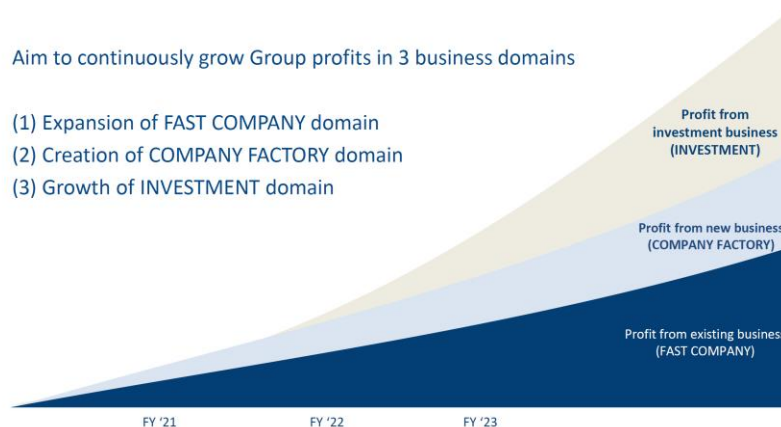 Aim to continuously grow Group profits in 3 business domains
(1) Expansion of FAST COMPANY domain
(2) Creation of COMPANY FACTORY domain
(3) Growth of INVESTMENT domain
Profit from
investment business
(INVESTMENT)
Profit from new business
(COMPANY FACTORY)
Profit from existing business
(FAST COMPANY)
FY ‘21
FY ‘22
FY ‘23